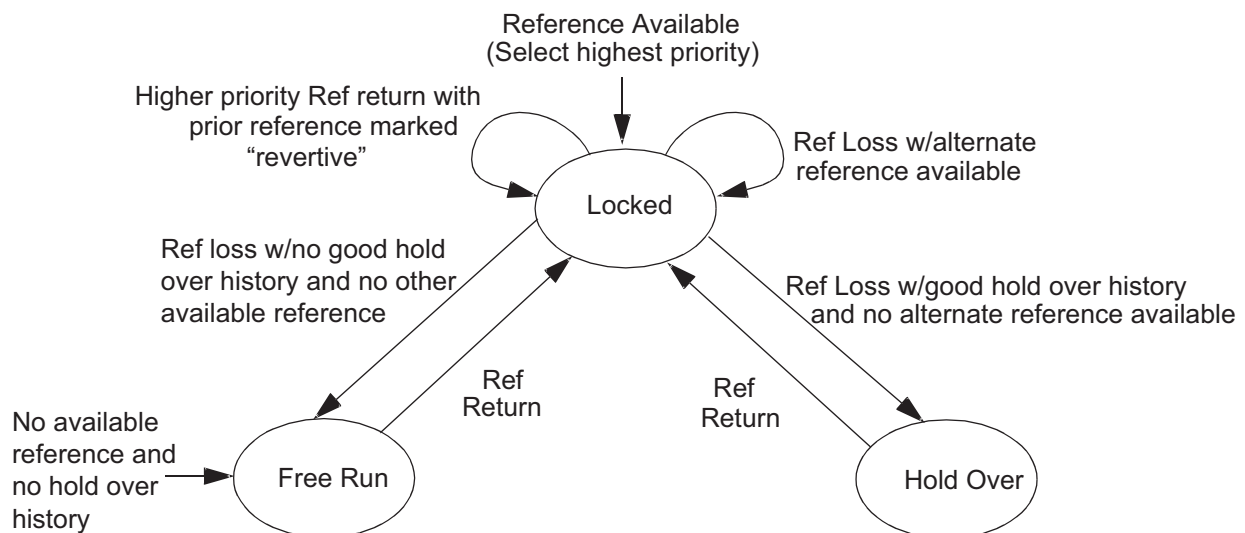 Reference Available
(Select highest priority)
Higher priority Ref return with
prior reference marked
“revertive”
Ref Loss w/alternate
reference available
Locked
Ref loss w/no good hold
over history and no other
available reference
Ref Loss w/good hold over history
and no alternate reference available
Ref
Return
Ref
Return
No available
reference and
no hold over
history
Free Run
Hold Over